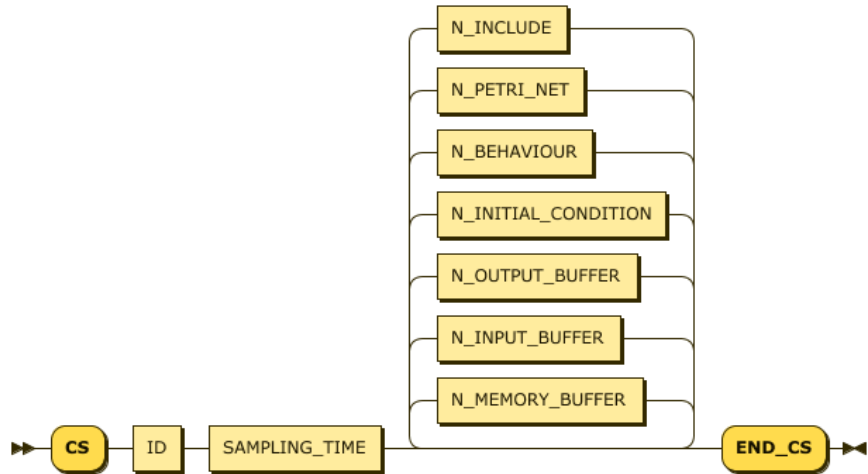 N_INCLUDE
N_PETRI_NET
N_BEHAVIOUR
N_INITIAL_CONDITION
N_OUTPUT_BUFFER
N_INPUT_BUFFER
N_MEMORY_BUFFER
CS ID SAMPLING_TIME END_CS